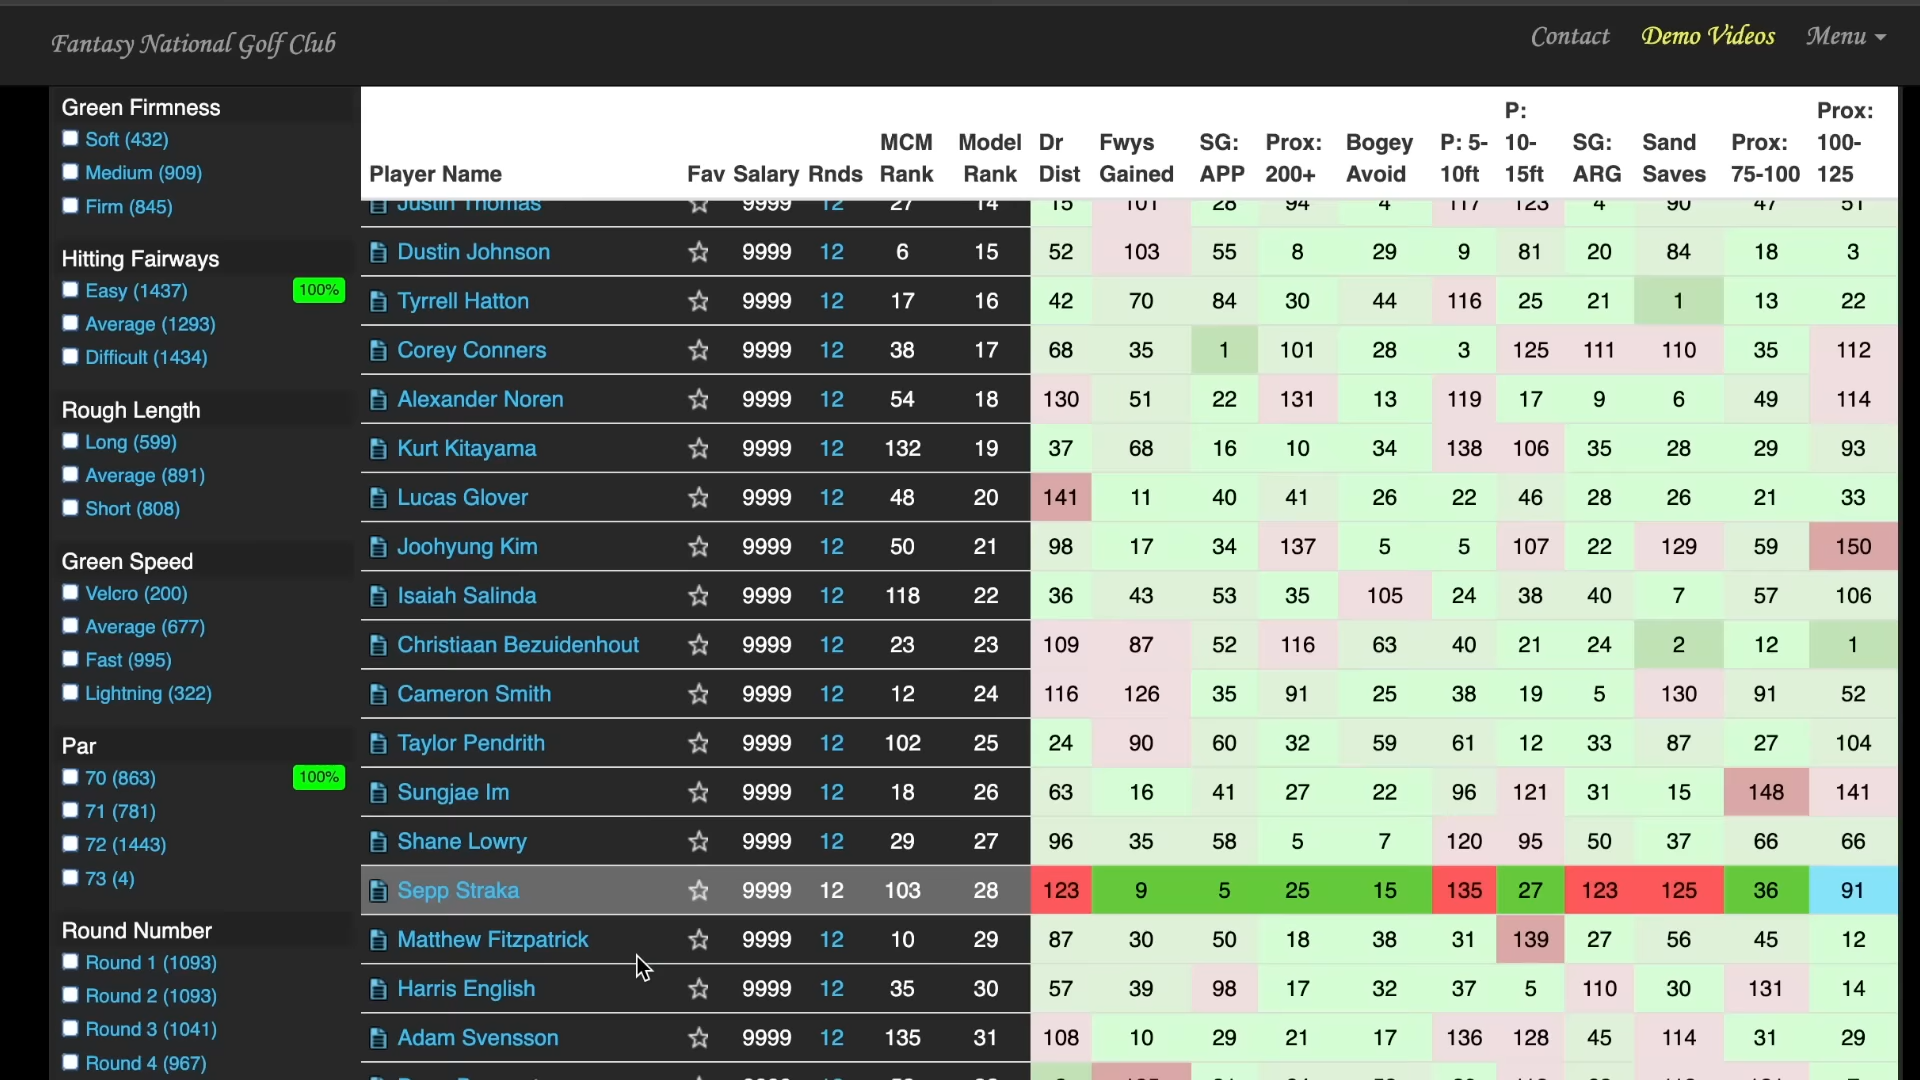 Fantasy National Golf Club
Contact Demo Videos Menu
Green Firmness
Soft (432)
Medium (909)
Firm (845)
Hitting Fairways
Easy (1437) 100%
Average (1293)
Difficult (1434)
Rough Length
Long (599)
Average (891)
Short (808)
Green Speed
Velcro (200)
Average (677)
Fast (995)
Lightning (322)
Par
70 (863) 100%
71 (781)
72 (1443)
73 (4)
Round Number
Round 1 (1093)
Round 2 (1093)
Round 3 (1041)
Round 4 (967)
Player Name Fav Salary Rnds MCM Rank Model Rank Dr Dist Fwys Gained SG: APP Prox: 200+ Bogey Avoid P: 5-10ft P: 10-15ft SG: ARG Sand Saves Prox: 75-100 Prox: 100-125
Justin Thomas 9999 12 27 14 15 101 28 94 4 117 123 4 90 47 51
Dustin Johnson 9999 12 6 15 52 103 55 8 29 9 81 20 84 18 3
Tyrrell Hatton 9999 12 17 16 42 70 84 30 44 116 25 21 1 13 22
Corey Conners 9999 12 38 17 68 35 1 101 28 3 125 111 110 35 112
Alexander Noren 9999 12 54 18 130 51 22 131 13 119 17 9 6 49 114
Kurt Kitayama 9999 12 132 19 37 68 16 10 34 138 106 35 28 29 93
Lucas Glover 9999 12 48 20 141 11 40 41 26 22 46 28 26 21 33
Joohyung Kim 9999 12 50 21 98 17 34 137 5 5 107 22 129 59 150
Isaiah Salinda 9999 12 118 22 36 43 53 35 105 24 38 40 7 57 106
Christiaan Bezuidenhout 9999 12 23 23 109 87 52 116 63 40 21 24 2 12 1
Cameron Smith 9999 12 12 24 116 126 35 91 25 38 19 5 130 91 52
Taylor Pendrith 9999 12 102 25 24 90 60 32 59 61 12 33 87 27 104
Sungjae Im 9999 12 18 26 63 16 41 27 22 96 121 31 15 148 141
Shane Lowry 9999 12 29 27 96 35 58 5 7 120 95 50 37 66 66
Sepp Straka 9999 12 103 28 123 9 5 25 15 135 27 123 125 36 91
Matthew Fitzpatrick 9999 12 10 29 87 30 50 18 38 31 139 27 56 45 12
Harris English 9999 12 35 30 57 39 98 17 32 37 5 110 30 131 14
Adam Svensson 9999 12 135 31 108 10 29 21 17 136 128 45 114 31 29